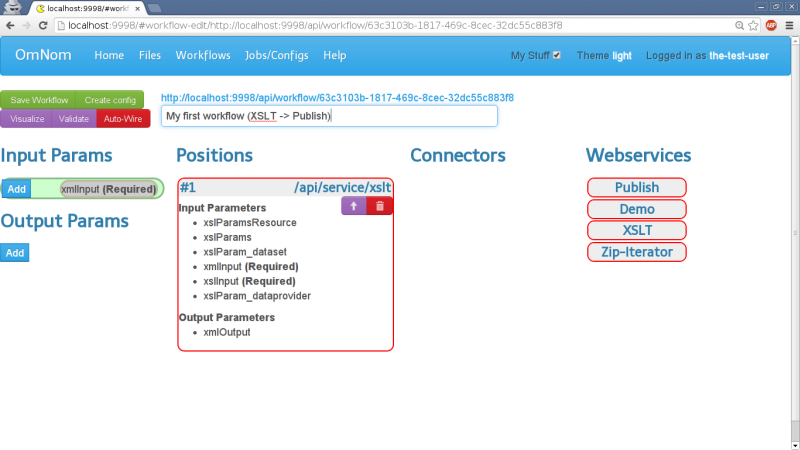 localhost:9998/#workf
localhost:9998/#workflow-edit/http://localhost:9998/api/workflow/63c3103b-1817-469c-8cec-32dc55c883f8
ABP
OmNom Home Files Workflows Jobs/Configs Help My Stuff Theme light Logged in as the-test-user
Save Workflow Create config
Visualize Validate Auto-Wire
http://localhost:9998/api/workflow/63c3103b-1817-469c-8cec-32dc55c883f8
My first workflow (XSLT -> Publish)
Input Params
Add xmlInput (Required)
Output Params
Add
Positions
#1 /api/service/xslt
Input Parameters
• xslParamsResource
• xslParams
• xslParam_dataset
• xmlInput (Required)
• xslInput (Required)
• xslParam_dataprovider
Output Parameters
• xmlOutput
Connectors
Webservices
Publish
Demo
XSLT
Zip-Iterator